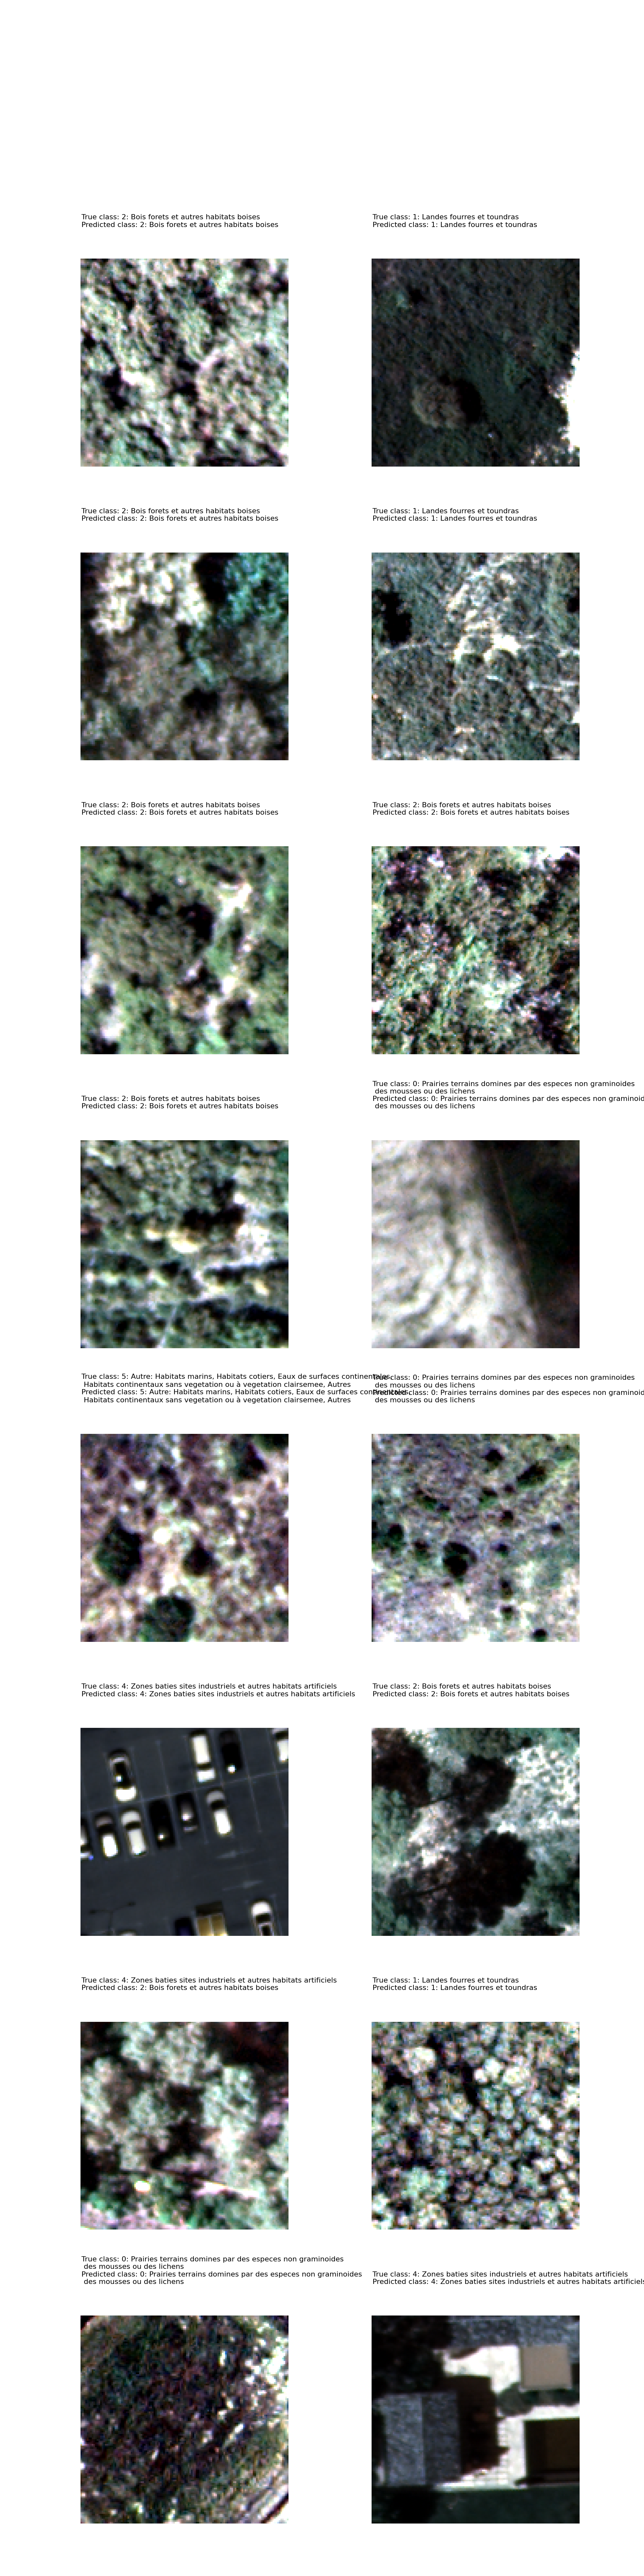 True class: 2: Bois forets et autres habitats boises
Predicted class: 2: Bois forets et autres habitats boises
True class: 1: Landes fourres et toundras
Predicted class: 1: Landes fourres et toundras
True class: 2: Bois forets et autres habitats boises
Predicted class: 2: Bois forets et autres habitats boises
True class: 1: Landes fourres et toundras
Predicted class: 1: Landes fourres et toundras
True class: 2: Bois forets et autres habitats boises
Predicted class: 2: Bois forets et autres habitats boises
True class: 2: Bois forets et autres habitats boises
Predicted class: 2: Bois forets et autres habitats boises
True class: 2: Bois forets et autres habitats boises
Predicted class: 2: Bois forets et autres habitats boises
True class: 0: Prairies terrains domines par des especes non graminoides
des mousses ou des lichens
Predicted class: 0: Prairies terrains domines par des especes non
des mousses ou des lichens
True class: 5: Autre: Habitats marins, Habitats cotiers, Eaux de surfaces
Habitats continentaux sans vegetation ou à vegetation clairsemee, Autres
Predicted class: 5: Autre: Habitats marins, Habitats cotiers, Eaux de surfaces
Habitats continentaux sans vegetation ou à vegetation clairsemee, Autres
True class: 0: Prairies terrains domines par des especes non graminoides
des mousses ou des lichens
Predicted class: 0: Prairies terrains domines par des especes non
des mousses ou des lichens
True class: 4: Zones baties sites industriels et autres habitats artificiels
Predicted class: 4: Zones baties sites industriels et autres habitats artificiels
True class: 2: Bois forets et autres habitats boises
Predicted class: 2: Bois forets et autres habitats boises
True class: 4: Zones baties sites industriels et autres habitats artificiels
Predicted class: 2: Bois forets et autres habitats boises
True class: 1: Landes fourres et toundras
Predicted class: 1: Landes fourres et toundras
True class: 0: Prairies terrains domines par des especes non graminoides
des mousses ou des lichens
Predicted class: 0: Prairies terrains domines par des especes non graminoides
des mousses ou des lichens
True class: 4: Zones baties sites industriels et autres habitats artificiels
Predicted class: 4: Zones baties sites industriels et autres habitats artificiels